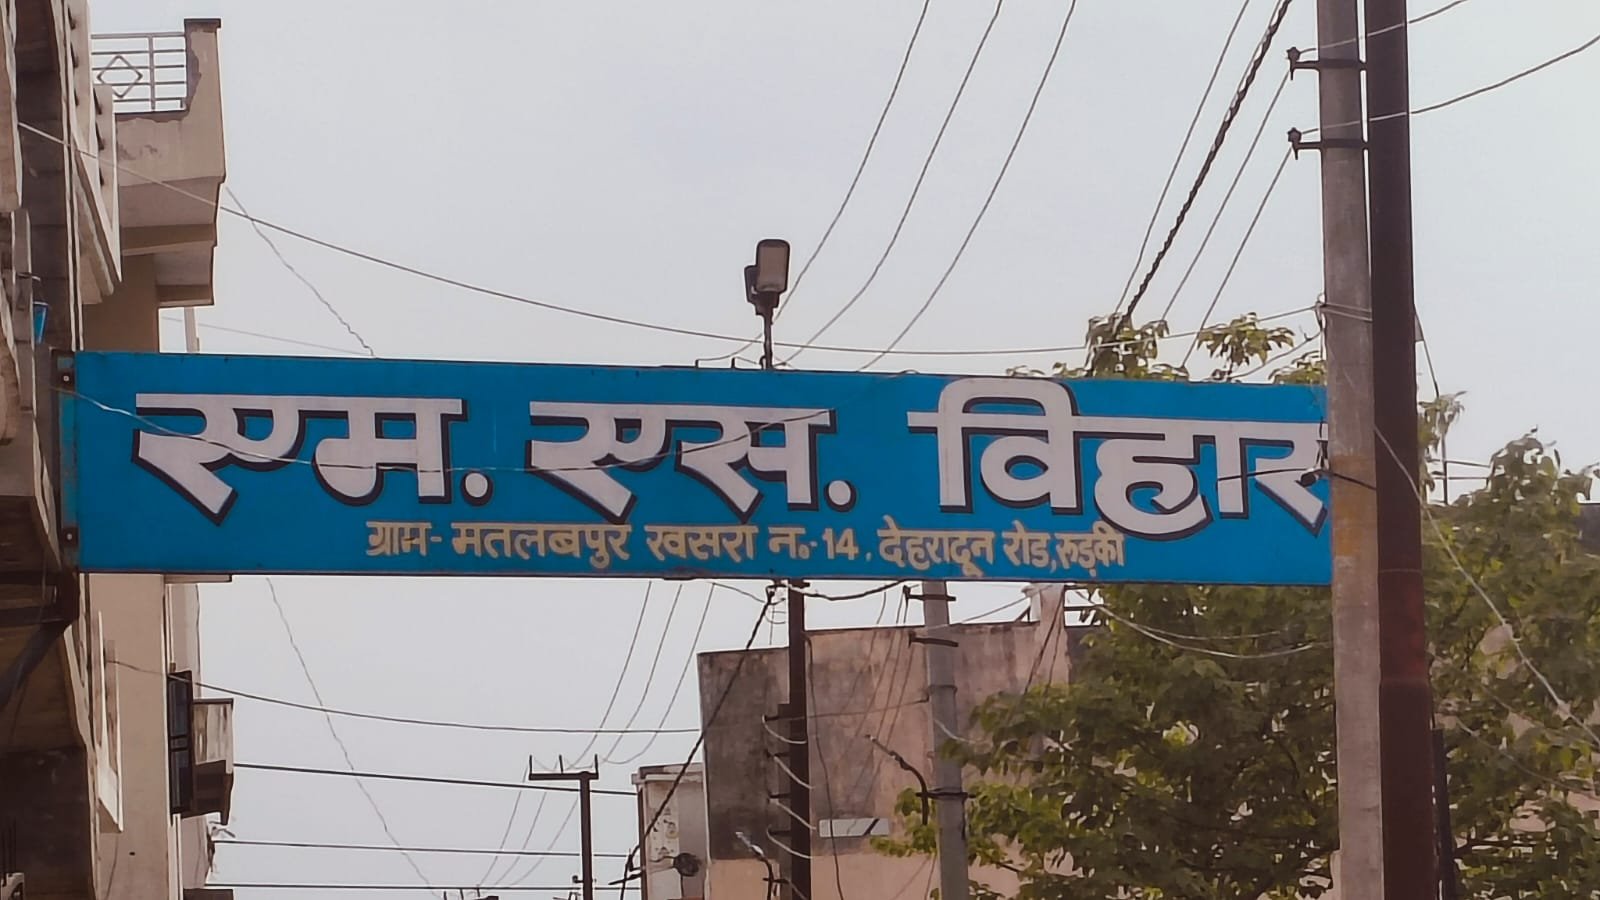 एम. एस. विहार
ग्राम- मतलबपुर खसरा न.-14, देहरादून रोड,रुड़की